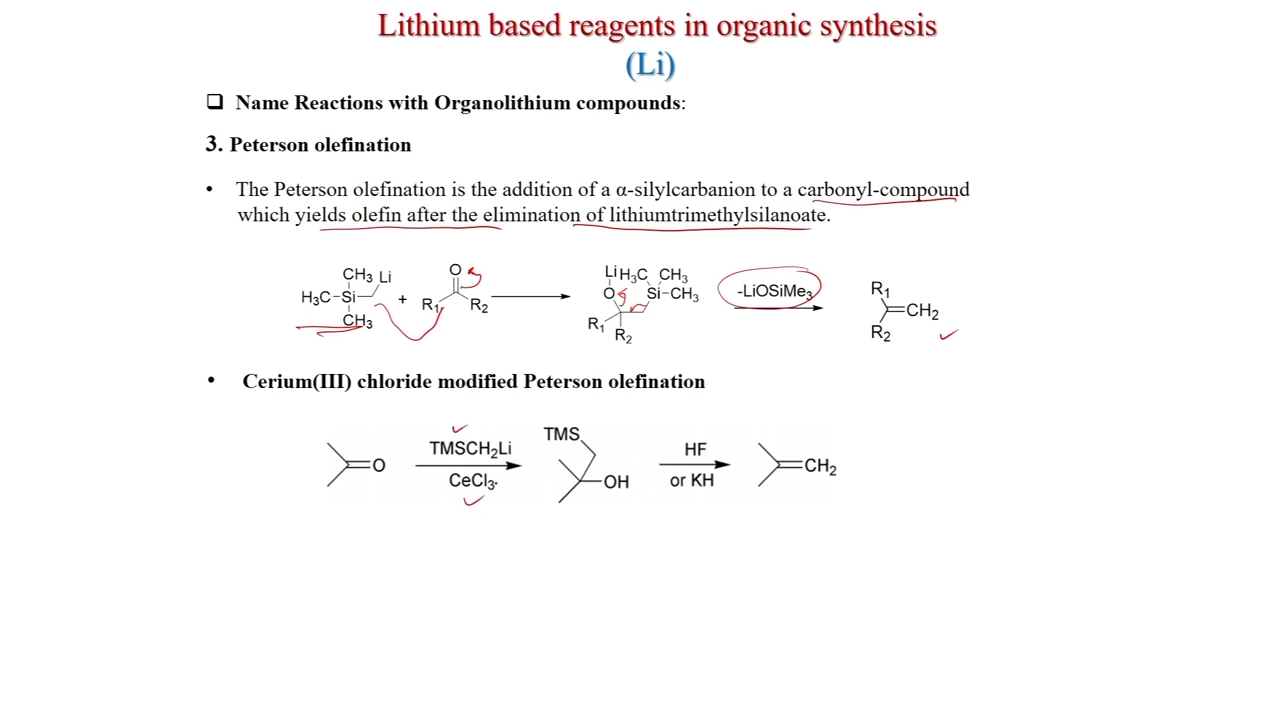 Lithium based reagents in organic synthesis
(Li)
❑ Name Reactions with Organolithium compounds:
3. Peterson olefination
• The Peterson olefination is the addition of a α-silylcarbanion to a carbonyl-compound
which yields olefin after the elimination of lithiumtrimethylsilanoate.
CH3 Li
H3C-Si
CH3
+
O
R1 R2
Li H3C CH3
O Si-CH3
R1
R2
-LiOSiMe3
R1
=CH2
R2
• Cerium(III) chloride modified Peterson olefination
=O
TMSCH2Li
CeCl3.
TMS
OH
HF
or KH
=CH2